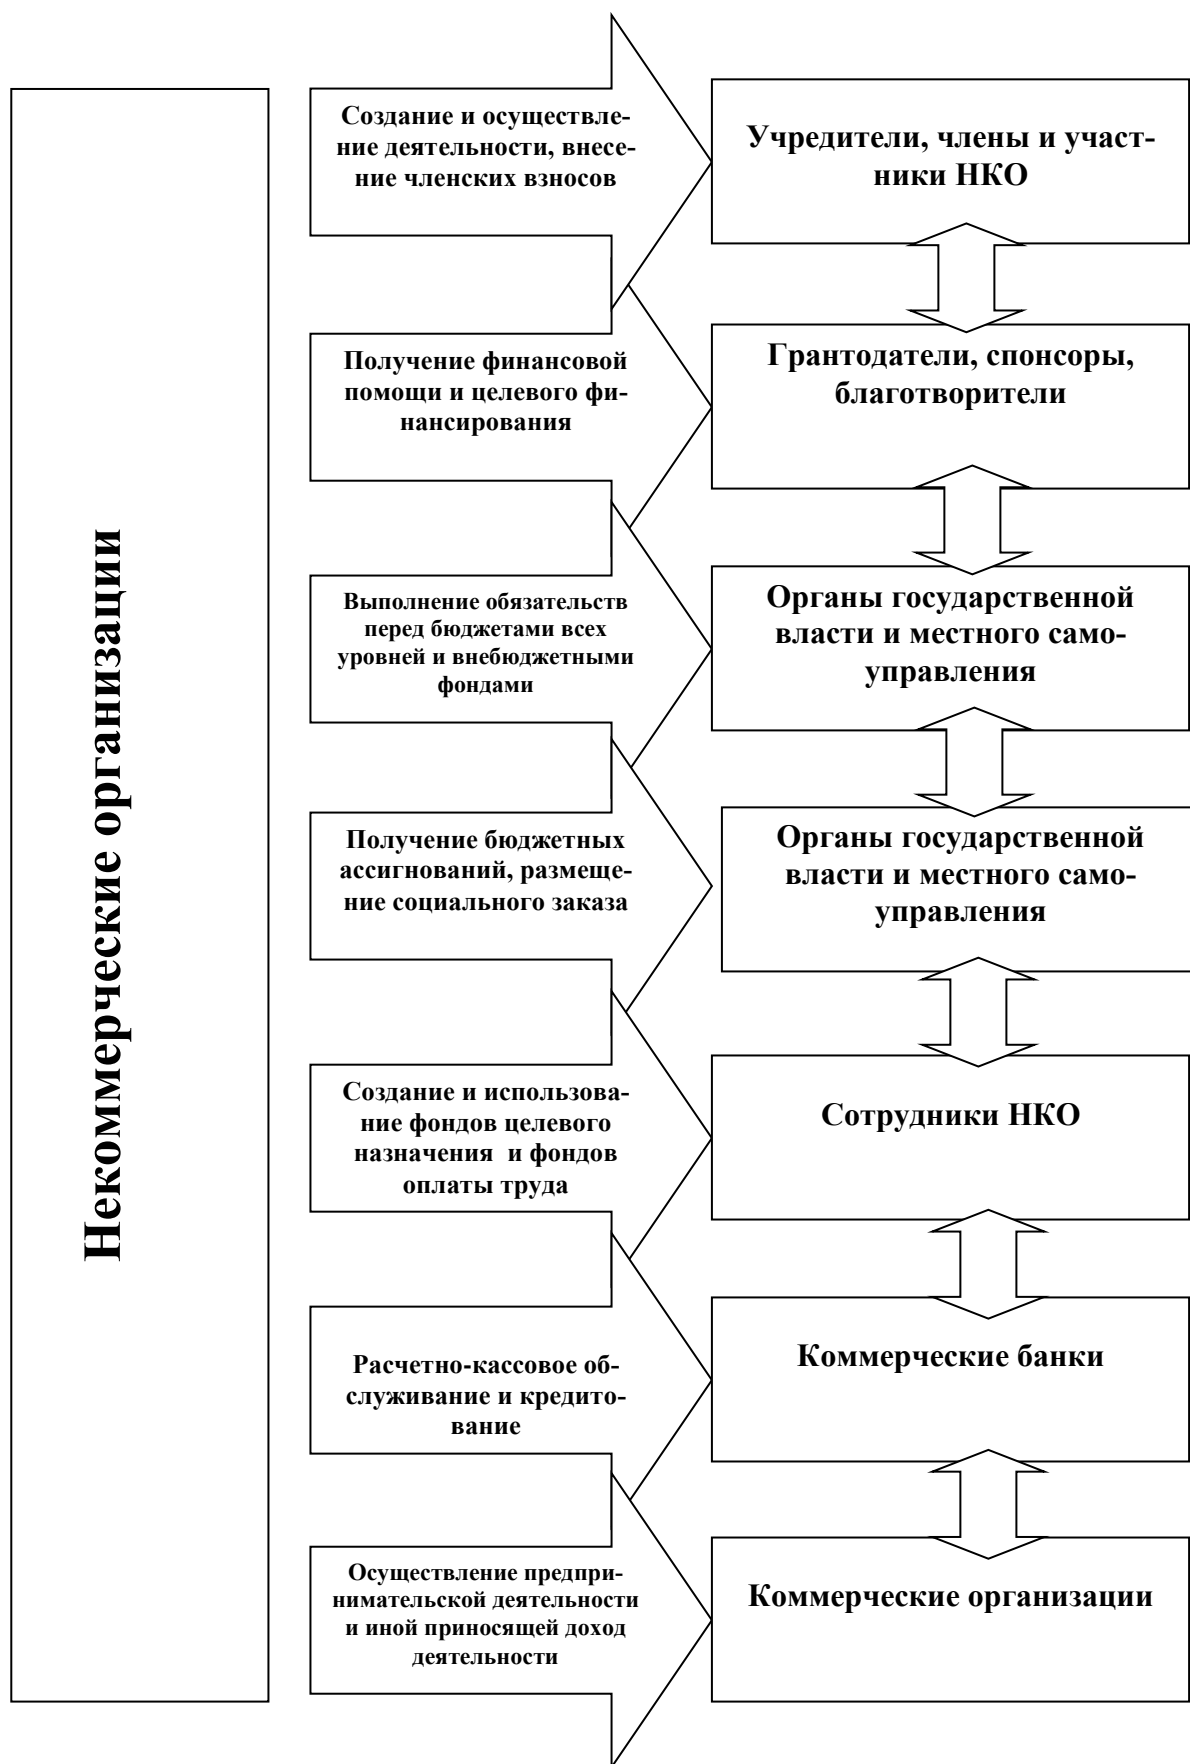 Некоммерческие организации
Создание и осуществле-
ние деятельности, внесе-
ние членских взносов
Учредители, члены и участ-
ники НКО
Получение финансовой
помощи и целевого фи-
нансирования
Грантодатели, спонсоры,
благотворители
Выполнение обязательств
перед бюджетами всех
уровней и внебюджетными
фондами
Органы государственной
власти и местного само-
управления
Получение бюджетных
ассигнований, размеще-
ние социального заказа
Органы государственной
власти и местного само-
управления
Создание и использова-
ние фондов целевого
назначения и фондов
оплаты труда
Сотрудники НКО
Расчетно-кассовое об-
служивание и кредито-
вание
Коммерческие банки
Осуществление предпри-
нимательской деятельности
и иной приносящей доход
деятельности
Коммерческие организации